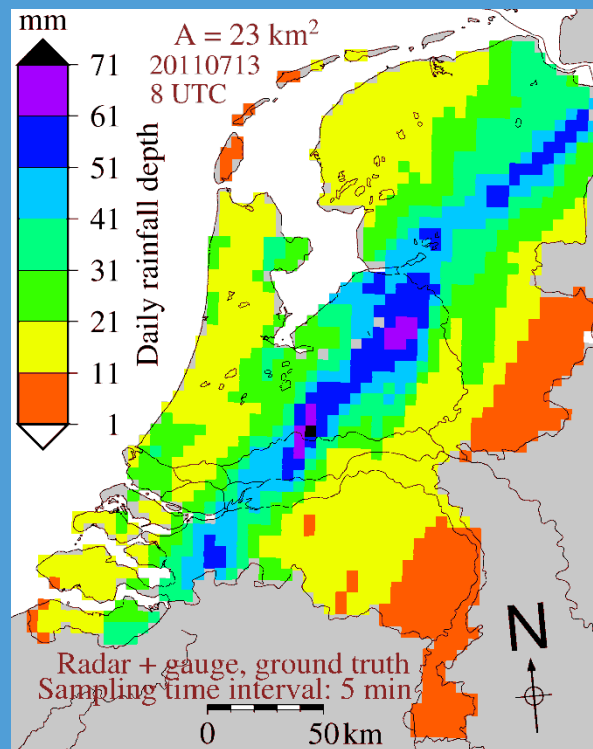 mm
A = 23 km²
20110713
8 UTC
71
61
51
41
31
21
11
1
Daily rainfall depth
N
Radar + gauge, ground truth
Sampling time interval: 5 min
0 50 km